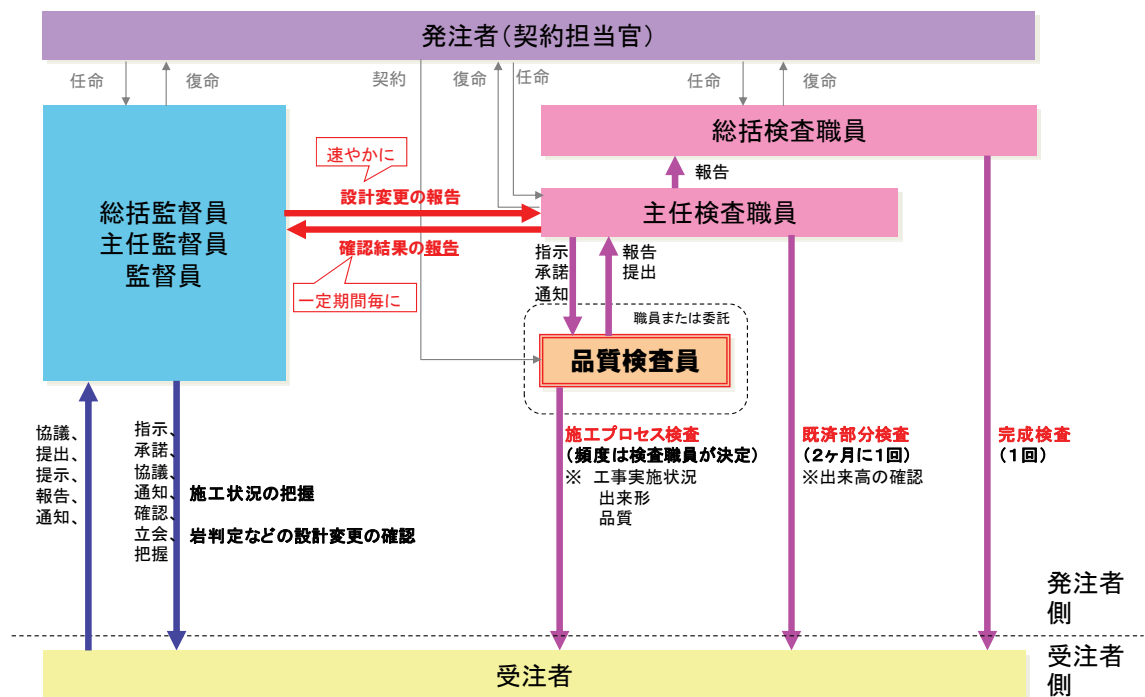 発注者(契約担当官)
任命
復命
契約
復命
任命
任命
復命
総括検査職員
速やかに
報告
設計変更の報告
主任検査職員
総括監督員
主任監督員
監督員
確認結果の報告
一定期間毎に
指示
承諾
通知
報告
提出
職員または委託
品質検査員
協議、
提出、
提示、
報告、
通知、
指示、
承諾、
協議、
通知、
確認、
立会、
把握
施工状況の把握
岩判定などの設計変更の確認
施工プロセス検査
(頻度は検査職員が決定)
※ 工事実施状況
出来形
品質
既済部分検査
(2ヶ月に1回)
※出来高の確認
完成検査
(1回)
発注者
側
受注者
受注者
側